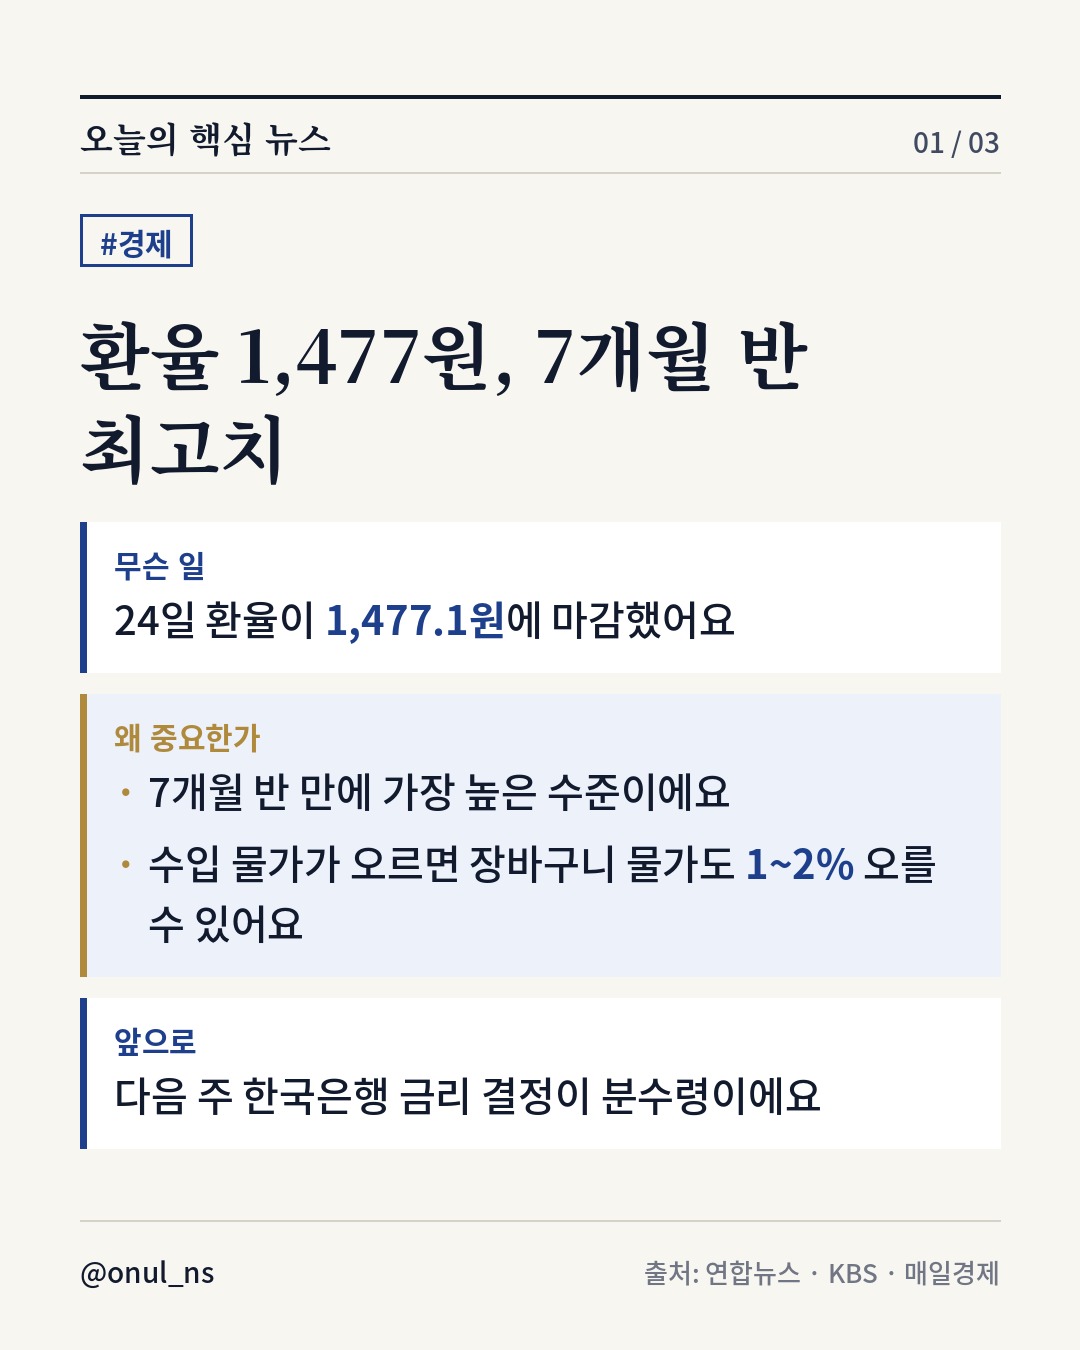 오늘의 핵심 뉴스
01 / 03
#경제
환율 1,477원, 7개월 반
최고치
무슨 일
24일 환율이 1,477.1원에 마감했어요
왜 중요한가
· 7개월 반 만에 가장 높은 수준이에요
· 수입 물가가 오르면 장바구니 물가도 1~2% 오를
수 있어요
앞으로
다음 주 한국은행 금리 결정이 분수령이에요
@onul_ns
출처: 연합뉴스 · KBS · 매일경제